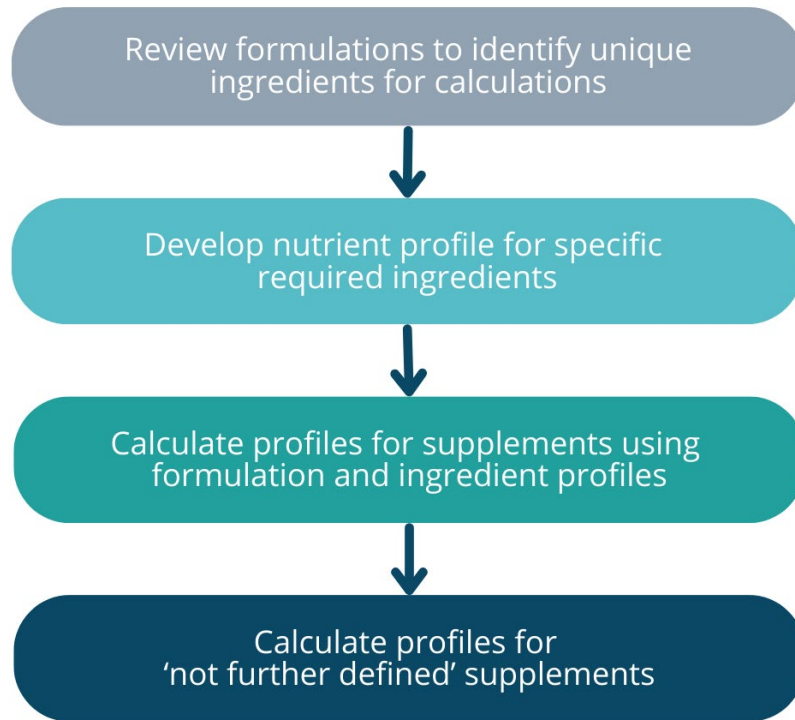 Review formulations to identify unique
ingredients for calculations
Develop nutrient profile for specific
required ingredients
Calculate profiles for supplements using
formulation and ingredient profiles
Calculate profiles for
‘not further defined’ supplements